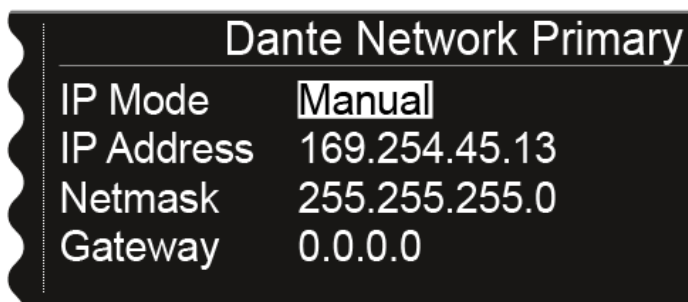 Dante Network Primary
IP Mode Manual
IP Address 169.254.45.13
Netmask 255.255.255.0
Gateway 0.0.0.0